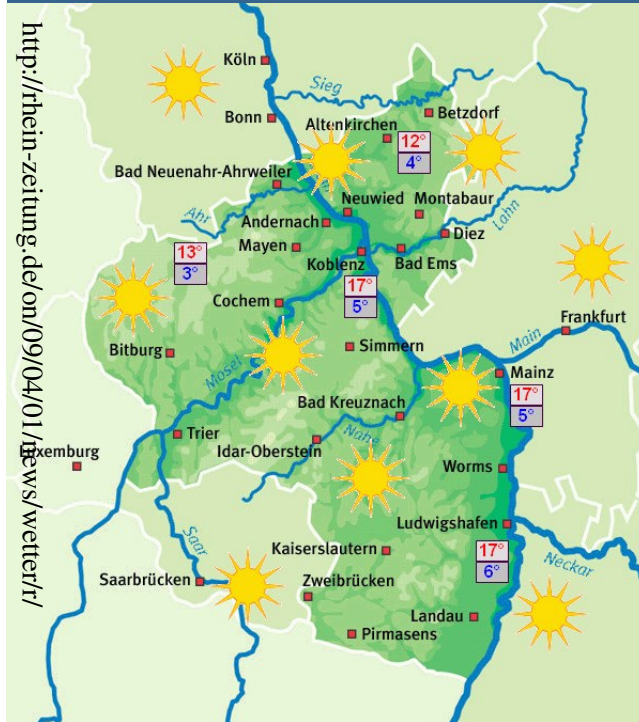 http://rhein-zeitung.de/on/09/04/01/news/wetter/r/
Köln
Sieg
Bonn
Betzdorf
Altenkirchen
12°
4°
Bad Neuenahr-Ahrweiler
Neuwied
Montabaur
Ahr
Andernach
Lahn
Diez
Mayen
Koblenz
Bad Ems
13°
3°
17°
5°
Cochem
Frankfurt
Main
Bitburg
Simmern
Mosel
Mainz
17°
5°
Bad Kreuznach
Trier
Nahe
Idar-Oberstein
Luxemburg
Worms
Ludwigshafen
Saar
Kaiserslautern
17°
6°
Neckar
Saarbrücken
Zweibrücken
Landau
Pirmasens